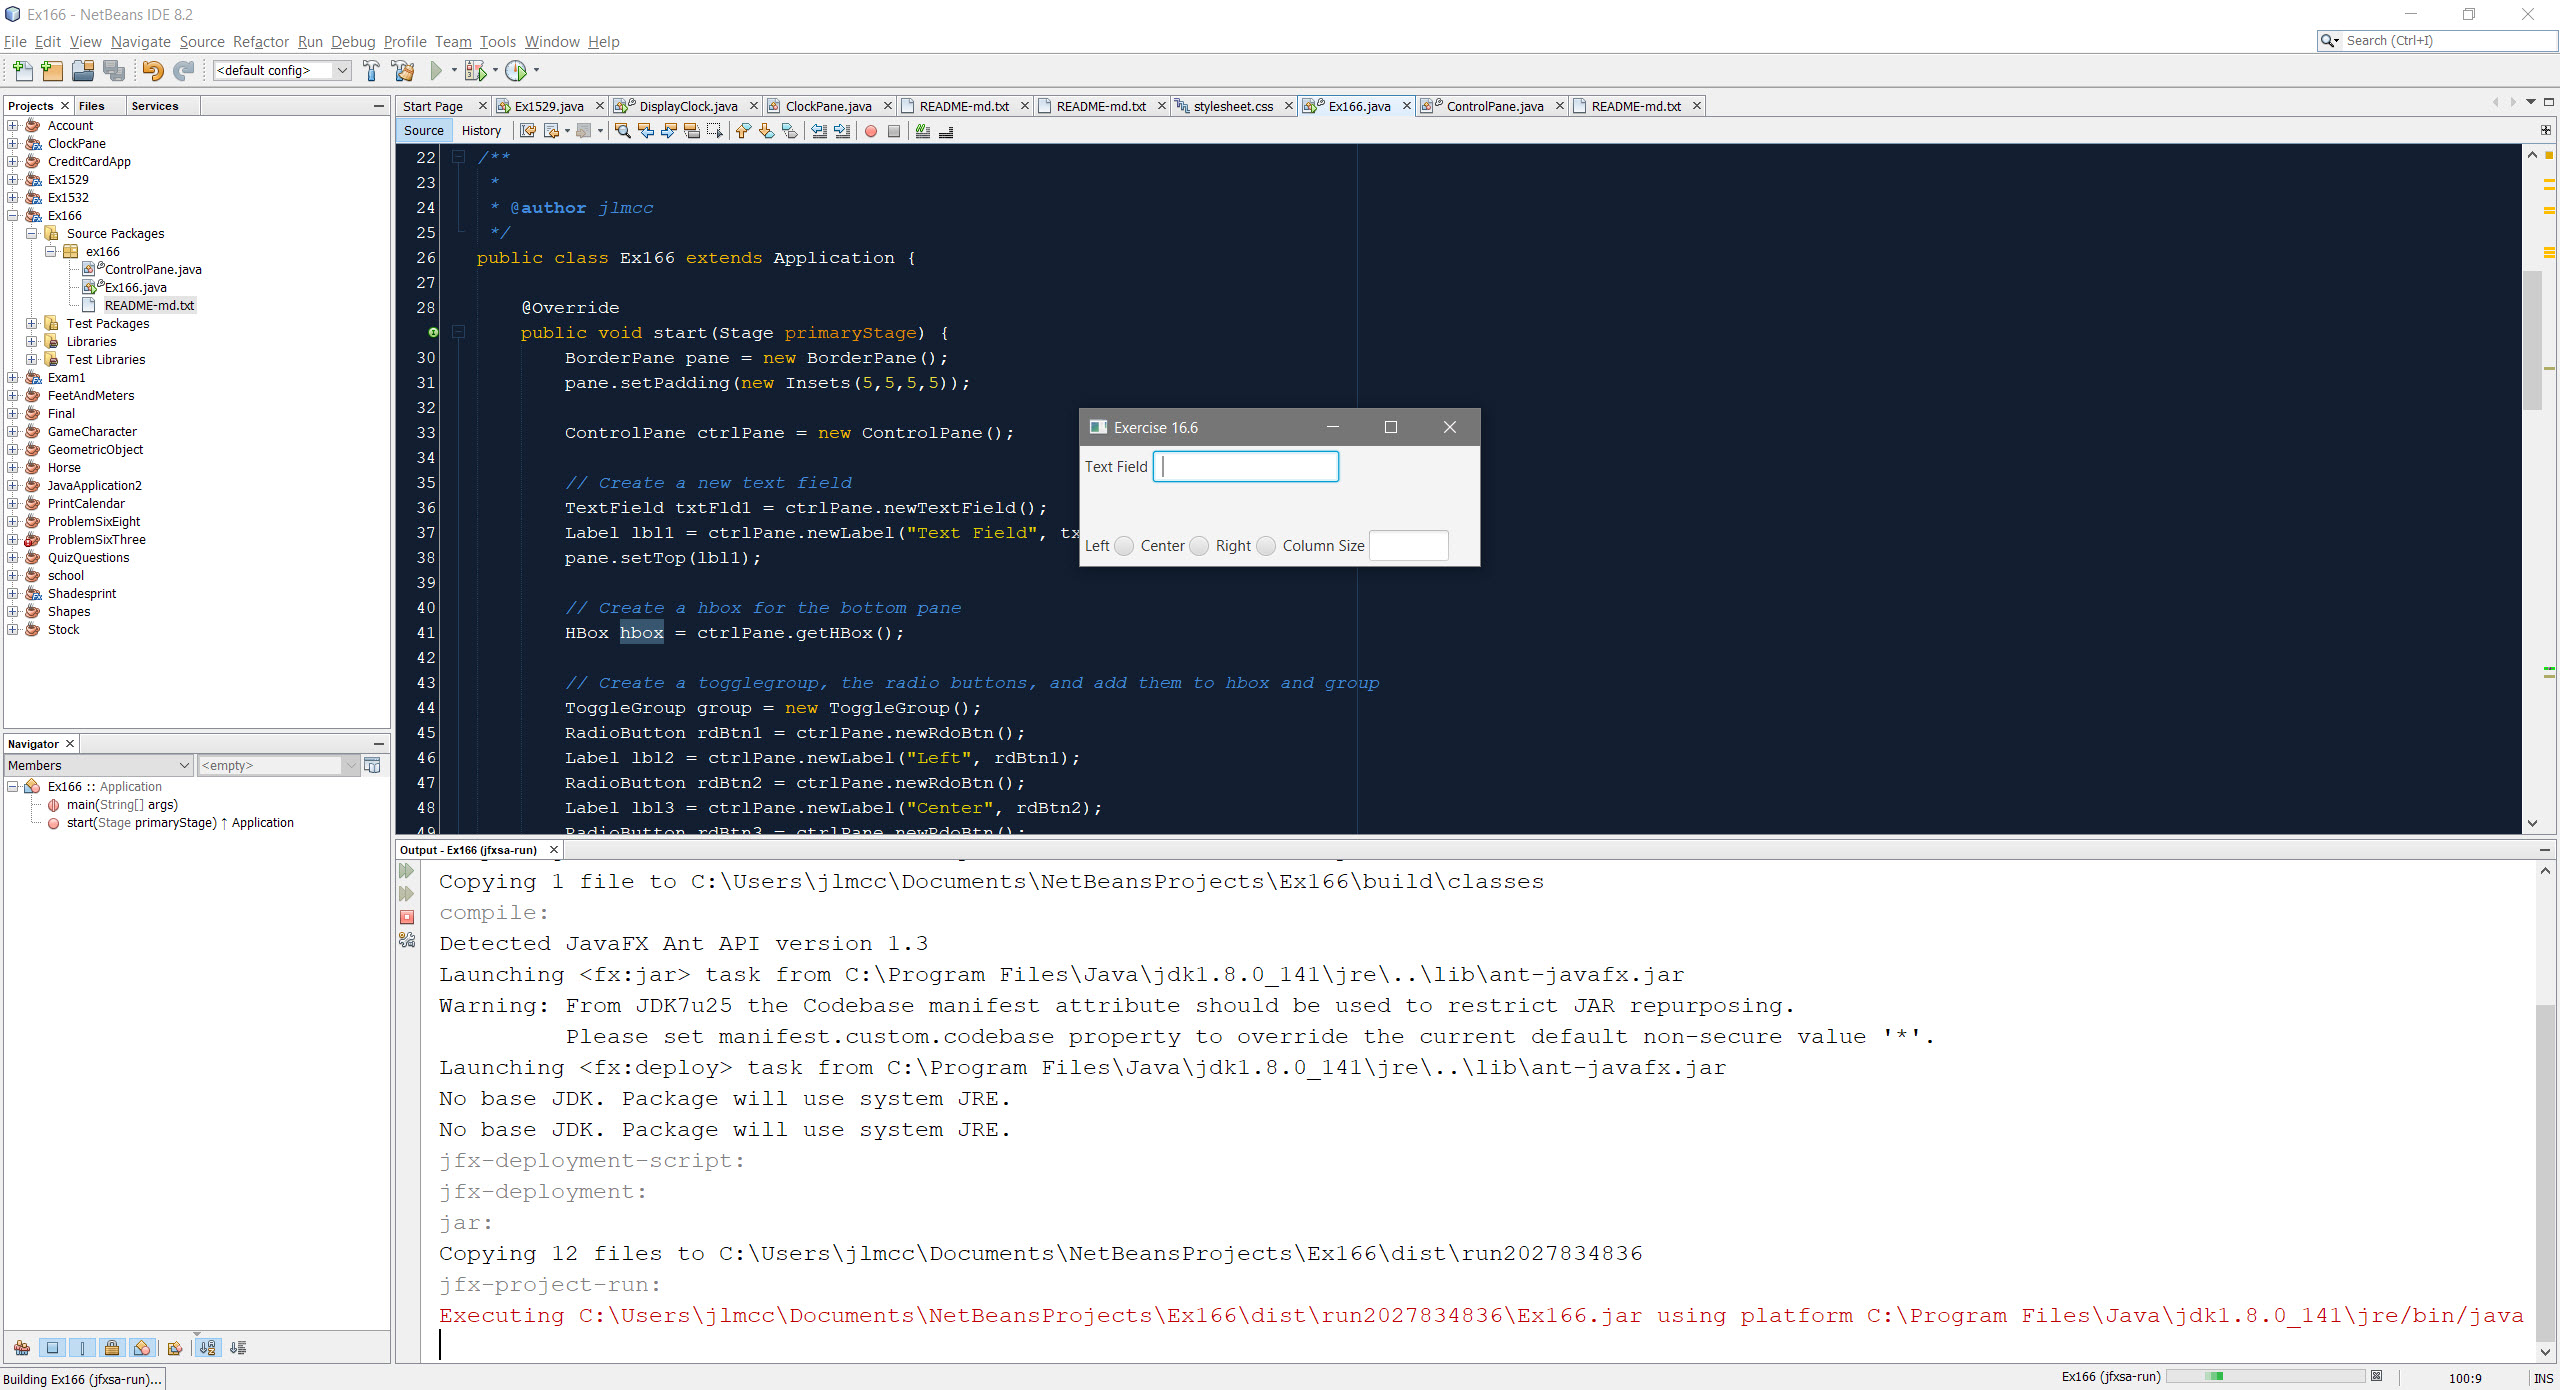 Ex166 - NetBeans IDE 8.2
File Edit View Navigate Source Refactor Run Debug Profile Team Tools Window Help
Search (Ctrl+I)
<default config>
Projects Files Services
Account
ClockPane
CreditCardApp
Ex1529
Ex1532
Ex166
Source Packages
ex166
ControlPane.java
Ex166.java
README-md.txt
Test Packages
Libraries
Test Libraries
Exam1
FeetAndMeters
Final
GameCharacter
GeometricObject
Horse
JavaApplication2
PrintCalendar
ProblemSixEight
ProblemSixThree
QuizQuestions
school
Shadesprint
Shapes
Stock
Navigator
Members <empty>
Ex166 :: Application
main(String[] args)
start(Stage primaryStage) ↑ Application
Start Page Ex1529.java DisplayClock.java ClockPane.java README-md.txt README-md.txt stylesheet.css Ex166.java ControlPane.java README-md.txt
Source History
22 /**
23 *
24 * @author jlmcc
25 */
26 public class Ex166 extends Application {
27
28 @Override
public void start(Stage primaryStage) {
30 BorderPane pane = new BorderPane();
31 pane.setPadding(new Insets(5,5,5,5));
32
33 ControlPane ctrlPane = new ControlPane();
34
35 // Create a new text field
36 TextField txtFld1 = ctrlPane.newTextField();
37 Label lbl1 = ctrlPane.newLabel("Text Field", tx
38 pane.setTop(lbl1);
39
40 // Create a hbox for the bottom pane
41 HBox hbox = ctrlPane.getHBox();
42
43 // Create a togglegroup, the radio buttons, and add them to hbox and group
44 ToggleGroup group = new ToggleGroup();
45 RadioButton rdBtn1 = ctrlPane.newRdoBtn();
46 Label lbl2 = ctrlPane.newLabel("Left", rdBtn1);
47 RadioButton rdBtn2 = ctrlPane.newRdoBtn();
48 Label lbl3 = ctrlPane.newLabel("Center", rdBtn2);
49 RadioButton rdBtn3 = ctrlPane.newRdoBtn();
Exercise 16.6
Text Field
Left Center Right Column Size
Output - Ex166 (jfxsa-run)
Copying 1 file to C:\Users\jlmcc\Documents\NetBeansProjects\Ex166\build\classes
compile:
Detected JavaFX Ant API version 1.3
Launching <fx:jar> task from C:\Program Files\Java\jdk1.8.0_141\jre\..\lib\ant-javafx.jar
Warning: From JDK7u25 the Codebase manifest attribute should be used to restrict JAR repurposing.
Please set manifest.custom.codebase property to override the current default non-secure value '*'.
Launching <fx:deploy> task from C:\Program Files\Java\jdk1.8.0_141\jre\..\lib\ant-javafx.jar
No base JDK. Package will use system JRE.
No base JDK. Package will use system JRE.
jfx-deployment-script:
jfx-deployment:
jar:
Copying 12 files to C:\Users\jlmcc\Documents\NetBeansProjects\Ex166\dist\run2027834836
jfx-project-run:
Executing C:\Users\jlmcc\Documents\NetBeansProjects\Ex166\dist\run2027834836\Ex166.jar using platform C:\Program Files\Java\jdk1.8.0_141\jre/bin/java
Building Ex166 (jfxsa-run)...
Ex166 (jfxsa-run)
100:9
INS